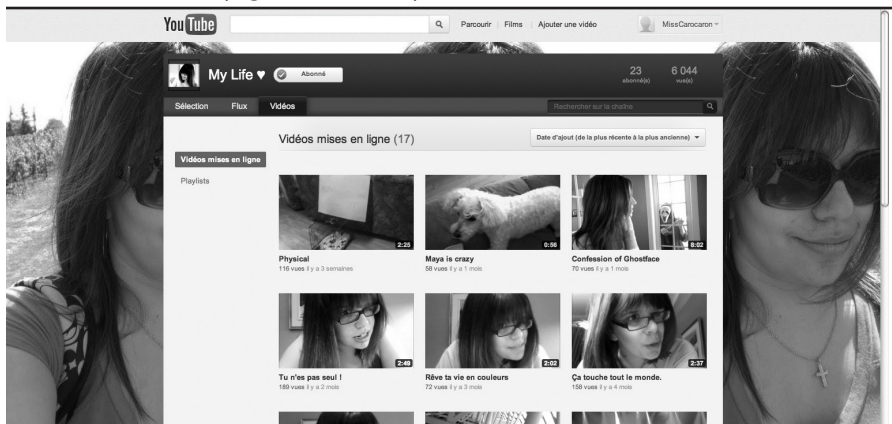 YouTube
Parcourir | Films | Ajouter une vidéo
MissCarocaron
My Life ♥
Abonné
23
abonné(s)
6 044
vue(s)
Sélection Flux Vidéos
Rechercher sur la chaîne
Vidéos mises en ligne
Playlists
Vidéos mises en ligne (17)
Date d'ajout (de la plus récente à la plus ancienne)
2:25
0:56
8:02
Physical
116 vues il y a 3 semaines
Maya is crazy
58 vues il y a 1 mois
Confession of Ghostface
70 vues il y a 1 mois
2:49
2:02
2:37
Tu n'es pas seul !
189 vues il y a 2 mois
Rêve ta vie en couleurs
72 vues il y a 3 mois
Ça touche tout le monde.
158 vues il y a 4 mois